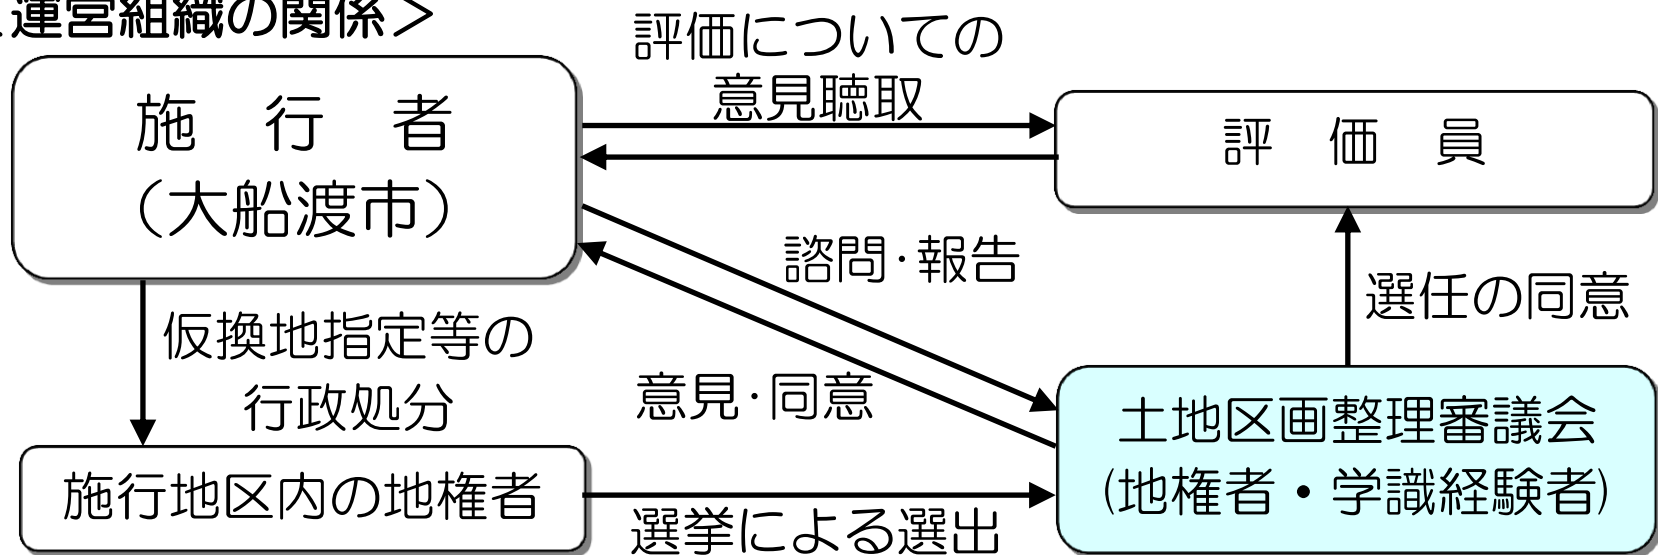 運営組織の関係＞
評価についての
意見聴取
施　行　者
（大船渡市）
評　価　員
諮問・報告
選任の同意
仮換地指定等の
行政処分
意見・同意
土地区画整理審議会
(地権者・学識経験者)
施行地区内の地権者
選挙による選出